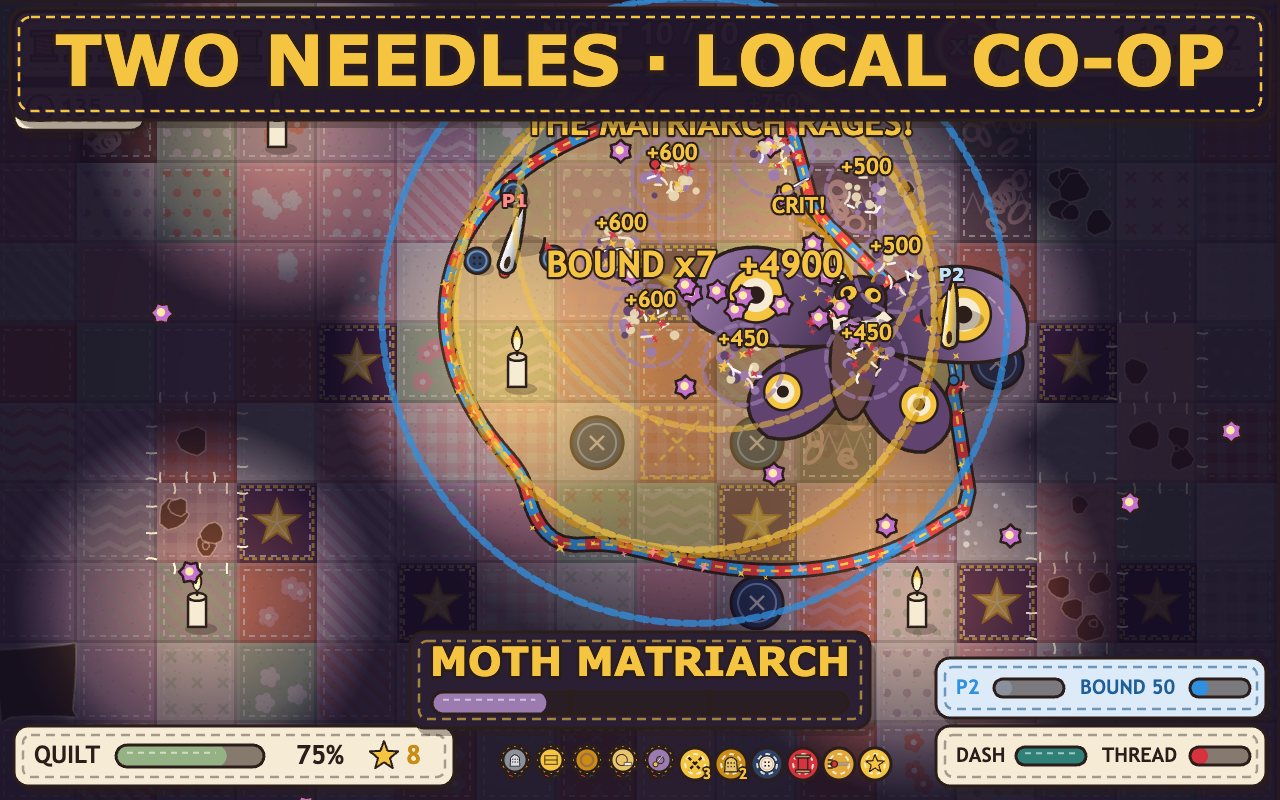 TWO NEEDLES · LOCAL CO-OP
THE MATRIARCH RAGES!
+600
+500
P1
CRIT!
+600
+500
BOUND x7 +4900
P2
+600
+450
+450
MOTH MATRIARCH
P2 BOUND 50
QUILT 75% 8
3
2
DASH THREAD